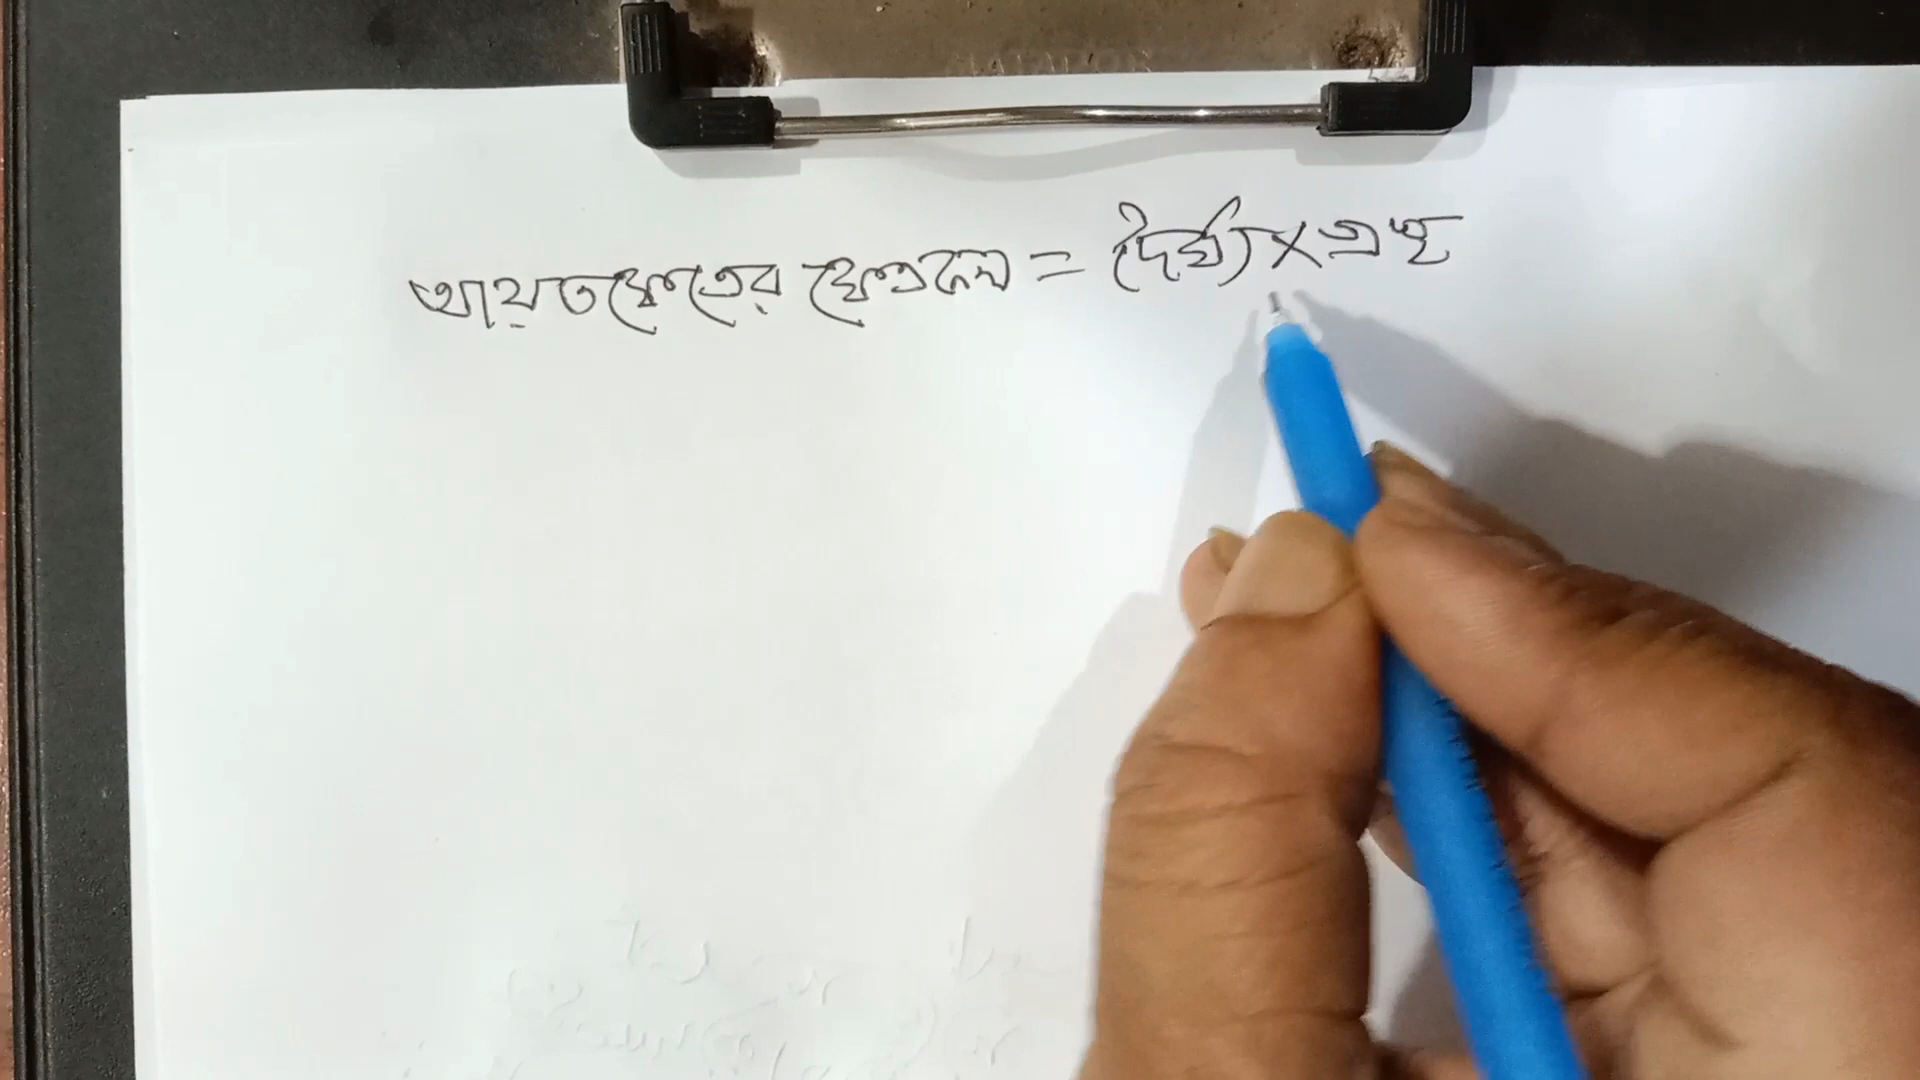 আয়তক্ষেত্রের ক্ষেত্রফল = দৈর্ঘ্য × প্রস্থ